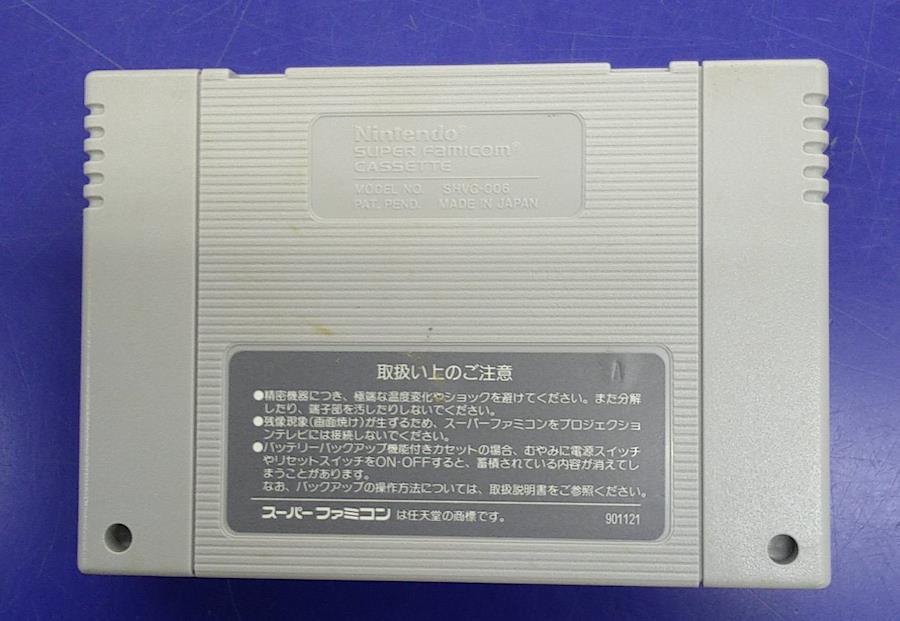 Nintendo®
SUPER FAMICOM®
CASSETTE
MODEL NO. SHVC-006
PAT. PEND. MADE IN JAPAN
取扱い上のご注意
A
●精密機器につき、極端な温度変化やショックを避けてください。また分解
したり、端子部を汚したりしないでください。
●残像現象(画面焼け)が生ずるため、スーパーファミコンをプロジェクショ
ンテレビには接続しないでください。
●バッテリーバックアップ機能付きカセットの場合、むやみに電源スイッチ
やリセットスイッチをON・OFFすると、蓄積されている内容が消えてし
まうことがあります。
なお、バックアップの操作方法については、取扱説明書をご参照ください。
スーパーファミコン は任天堂の商標です。 901121